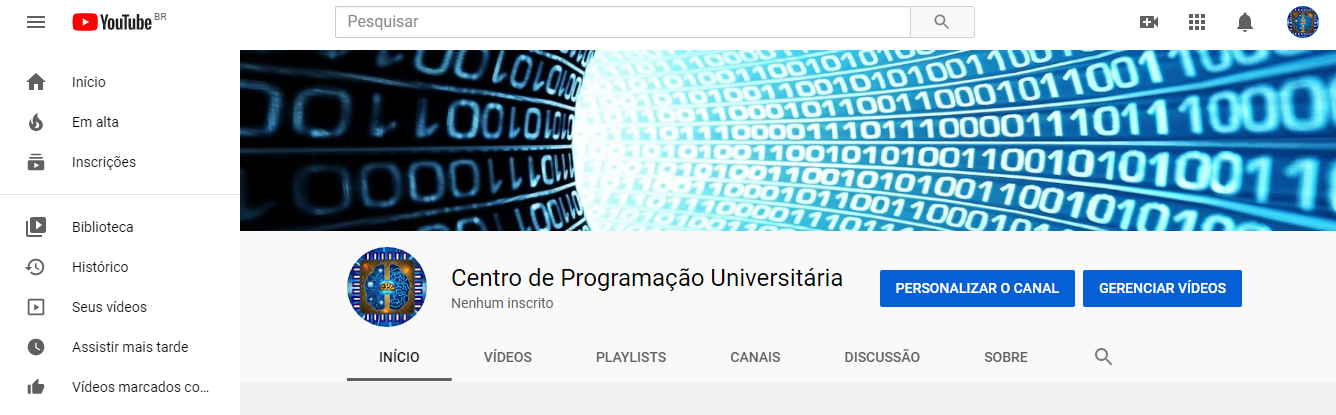 YouTube BR
Pesquisar
Início
Em alta
Inscrições
Biblioteca
Histórico
Seus vídeos
Assistir mais tarde
Vídeos marcados co...
Centro de Programação Universitária
Nenhum inscrito
PERSONALIZAR O CANAL
GERENCIAR VÍDEOS
INÍCIO
VÍDEOS
PLAYLISTS
CANAIS
DISCUSSÃO
SOBRE